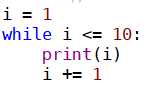 i = 1
while i <= 10:
    print(i)
    i += 1